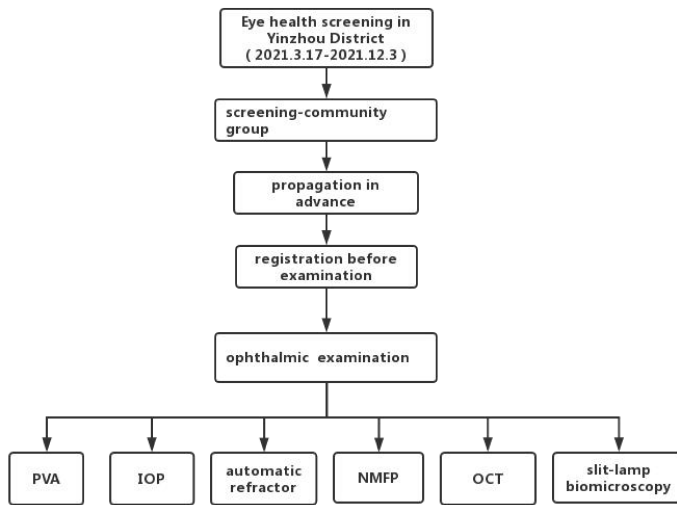 Eye health screening in
Yinzhou District
( 2021.3.17-2021.12.3 )
screening-community
group
propagation in
advance
registration before
examination
ophthalmic examination
PVA
IOP
automatic
refractor
NMFP
OCT
slit-lamp
biomicroscopy